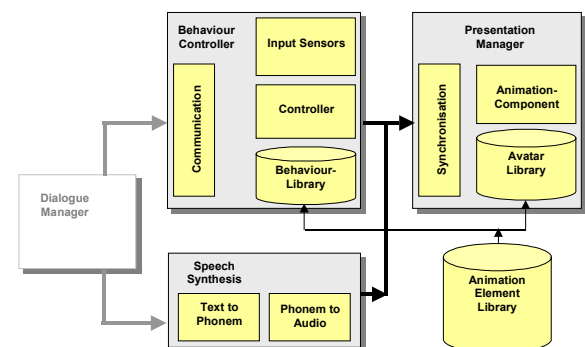 Behaviour
Controller
Input Sensors
Communication
Controller
Behaviour-
Library
Presentation
Manager
Synchronisation
Animation-
Component
Avatar
Library
Dialogue
Manager
Speech
Synthesis
Text to
Phonem
Phonem to
Audio
Animation
Element
Library